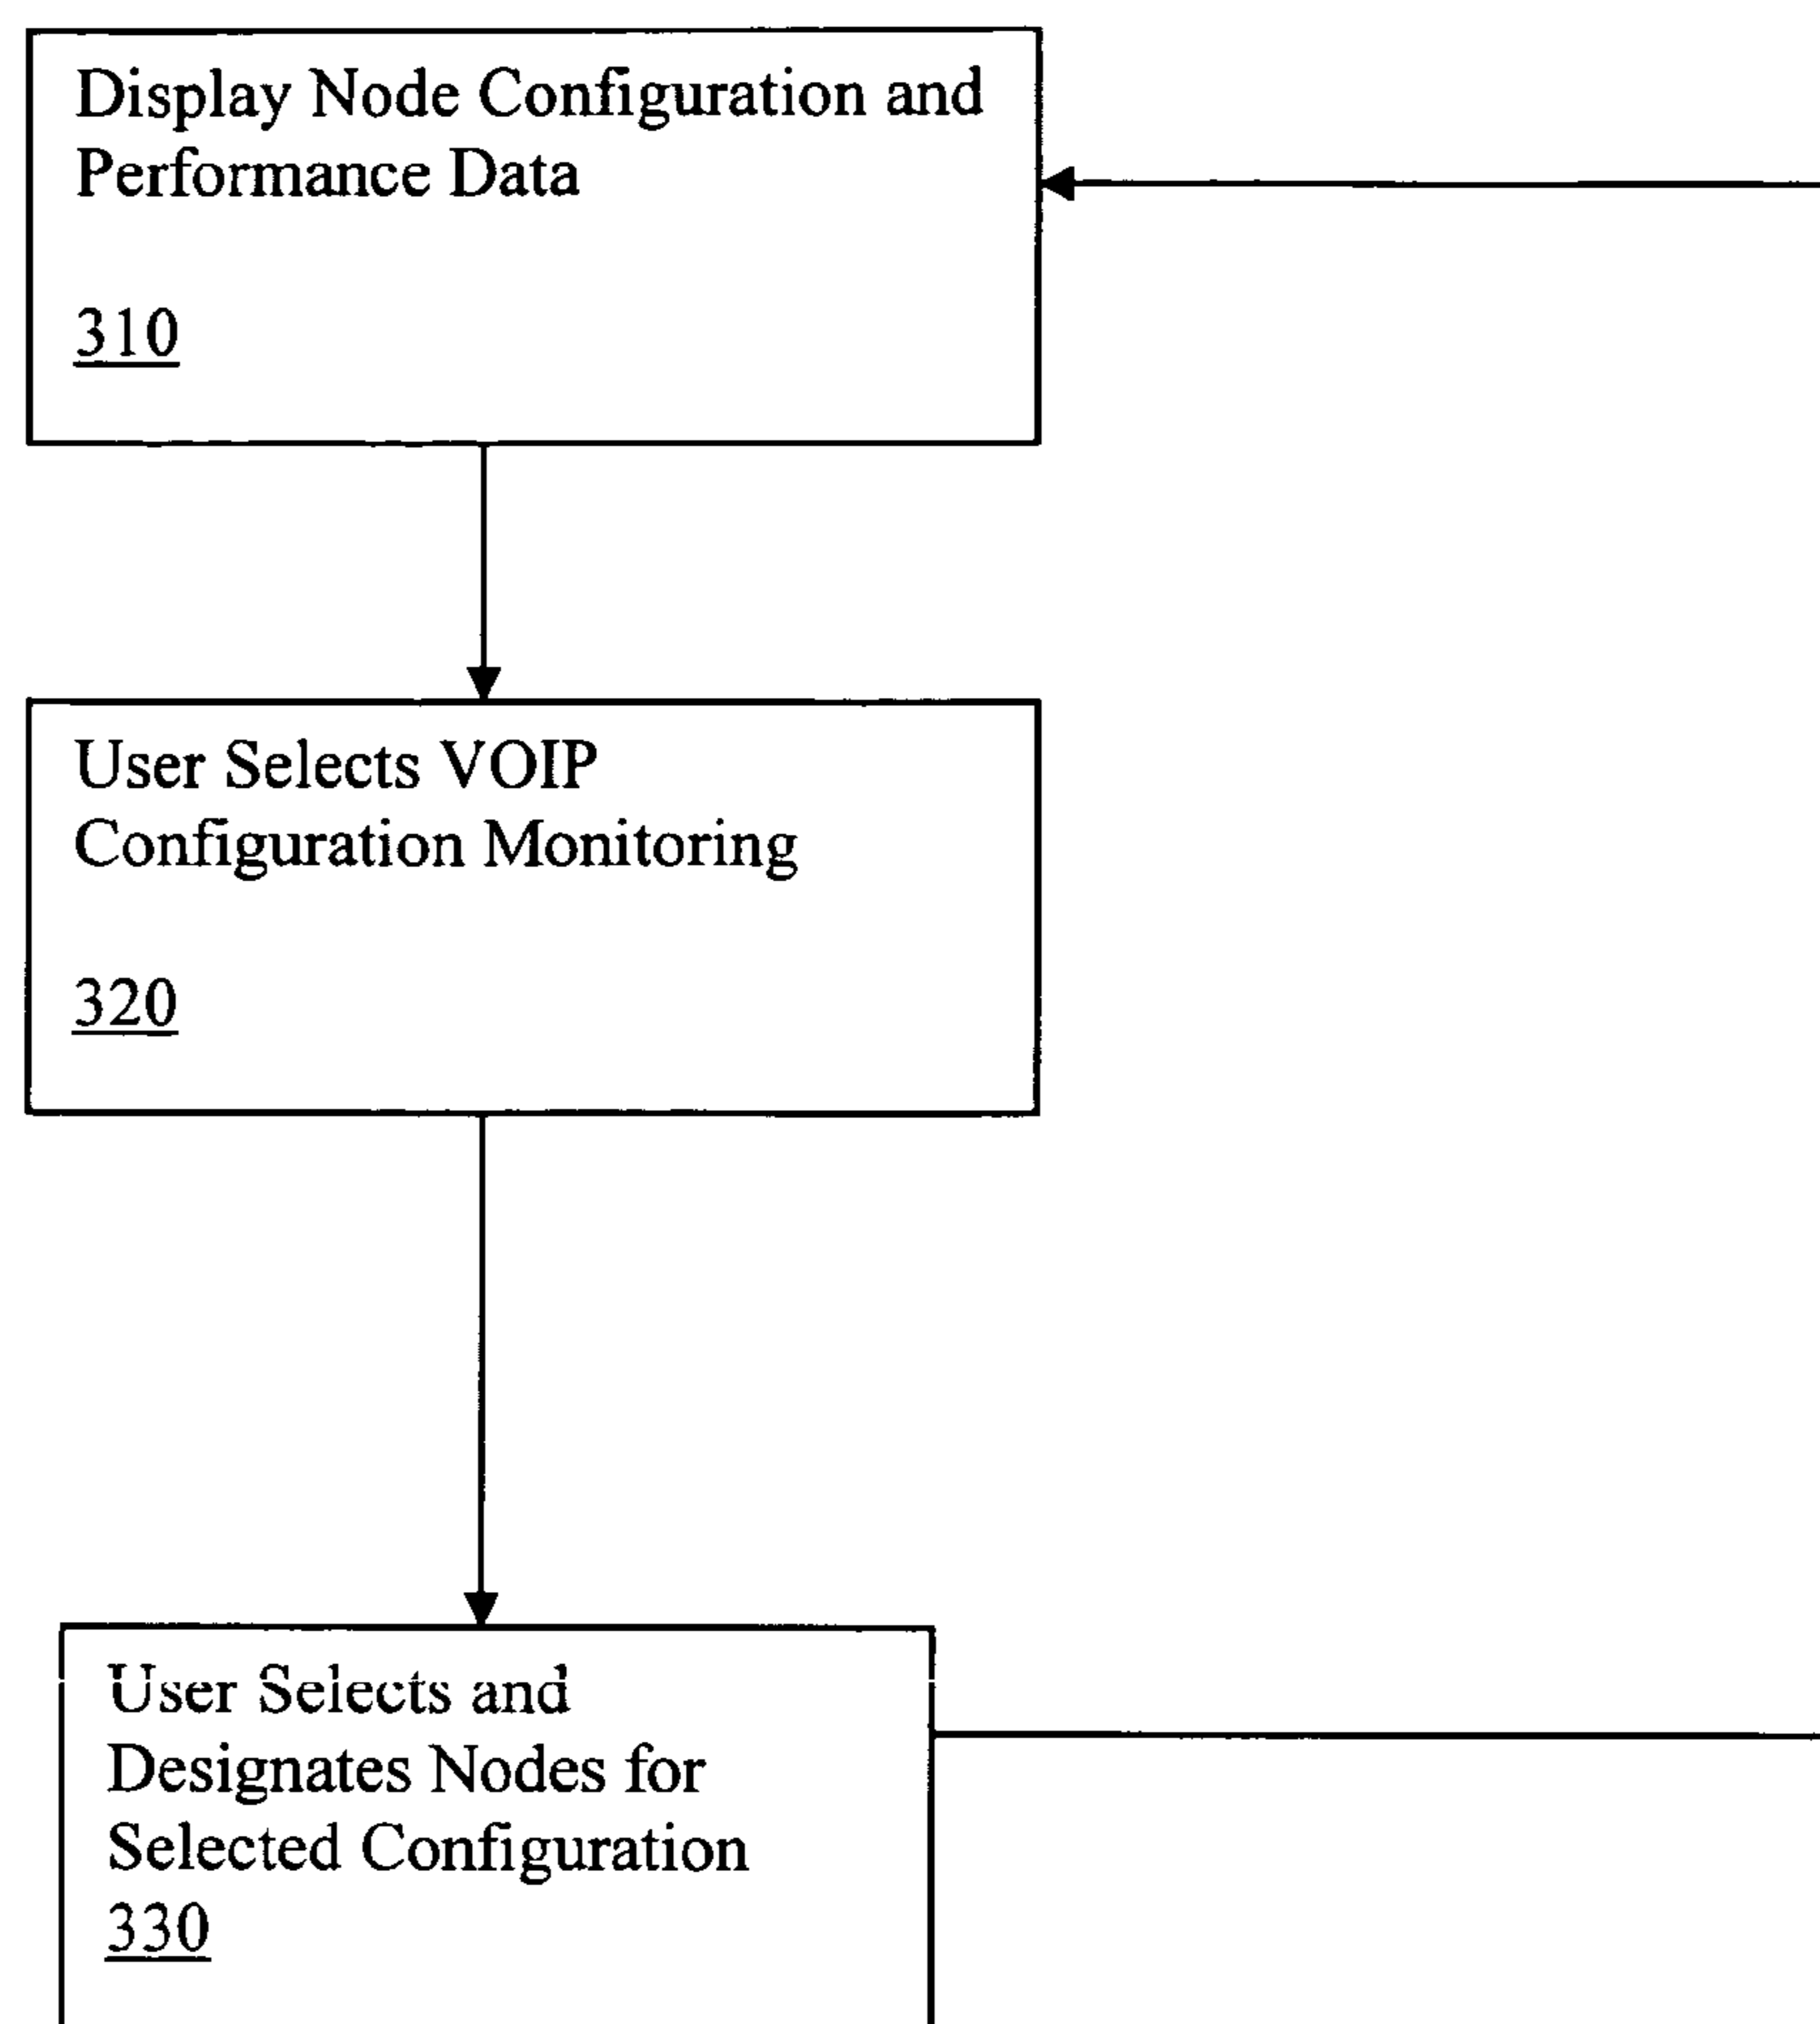 Display Node Configuration and
Performance Data
310
User Selects VOIP
Configuration Monitoring
320
User Selects and
Designates Nodes for
Selected Configuration
330